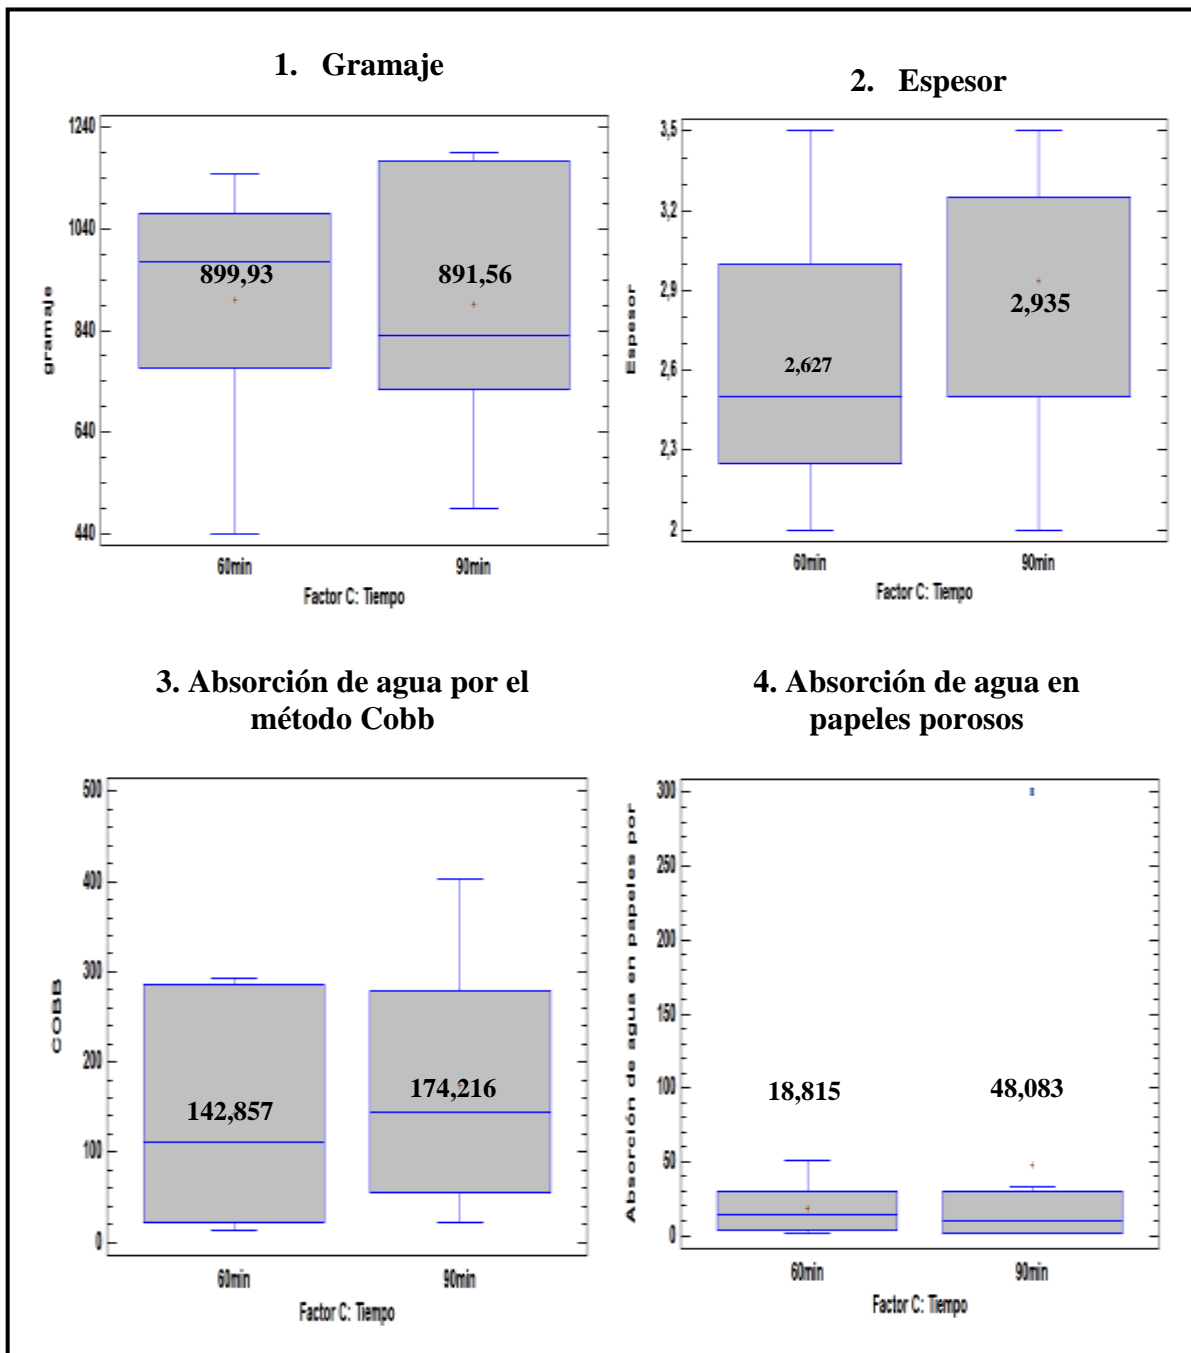 1. Gramaje
1240
1040
840
640
440
gramaje
899,93
891,56
60min
90min
Factor C: Tiempo
2. Espesor
3,5
3,2
2,9
2,6
2,3
2
Espesor
2,627
2,935
60min
90min
Factor C: Tiempo
3. Absorción de agua por el
método Cobb
500
400
300
200
100
0
COBB
142,857
174,216
60min
90min
Factor C: Tiempo
4. Absorción de agua en
papeles porosos
300
250
200
150
100
50
0
Absorción de agua en papeles por
18,815
48,083
60min
90min
Factor C: Tiempo